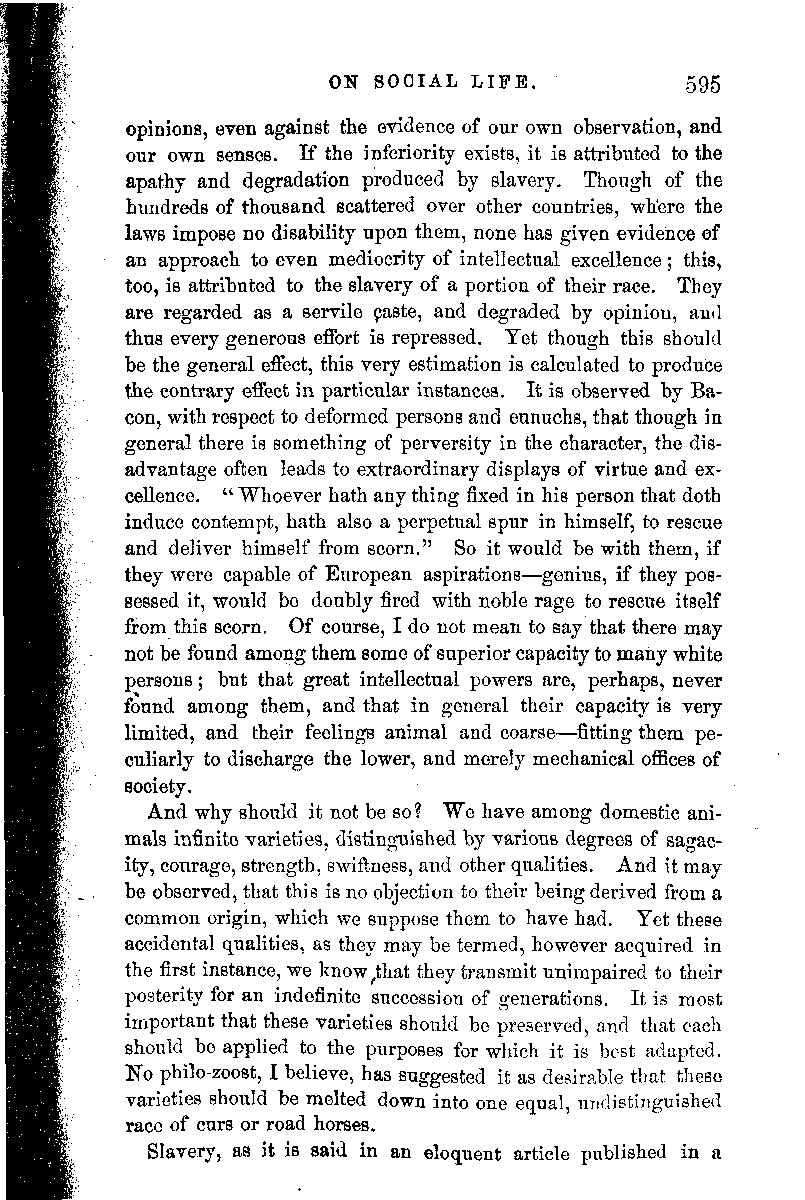 ON SOCIAL LIFE. 595
opinions, even against the evidence of our own observation, and
our own senses. If the inferiority exists, it is attributed to the
apathy and degradation produced by slavery. Though of the
hundreds of thousand scattered over other countries, where the
laws impose no disability upon them, none has given evidence of
an approach to even mediocrity of intellectual excellence; this,
too, is attributed to the slavery of a portion of their race. They
are regarded as a servile caste, and degraded by opinion, and
thus every generous effort is repressed. Yet though this should
be the general effect, this very estimation is calculated to produce
the contrary effect in particular instances. It is observed by Ba-
con, with respect to deformed persons and eunuchs, that though in
general there is something of perversity in the character, the dis-
advantage often leads to extraordinary displays of virtue and ex-
cellence. “Whoever hath any thing fixed in his person that doth
induce contempt, hath also a perpetual spur in himself, to rescue
and deliver himself from scorn.” So it would be with them, if
they were capable of European aspirations—genius, if they pos-
sessed it, would be doubly fired with noble rage to rescue itself
from this scorn. Of course, I do not mean to say that there may
not be found among them some of superior capacity to many white
persons; but that great intellectual powers are, perhaps, never
found among them, and that in general their capacity is very
limited, and their feelings animal and coarse—fitting them pe-
culiarly to discharge the lower, and merely mechanical offices of
society.
And why should it not be so? We have among domestic ani-
mals infinite varieties, distinguished by various degrees of sagac-
ity, courage, strength, swiftness, and other qualities. And it may
be observed, that this is no objection to their being derived from a
common origin, which we suppose them to have had. Yet these
accidental qualities, as they may be termed, however acquired in
the first instance, we know that they transmit unimpaired to their
posterity for an indefinite succession of generations. It is most
important that these varieties should be preserved, and that each
should be applied to the purposes for which it is best adapted.
No philo-zoost, I believe, has suggested it as desirable that these
varieties should be melted down into one equal, undistinguished
race of curs or road horses.
Slavery, as it is said in an eloquent article published in a